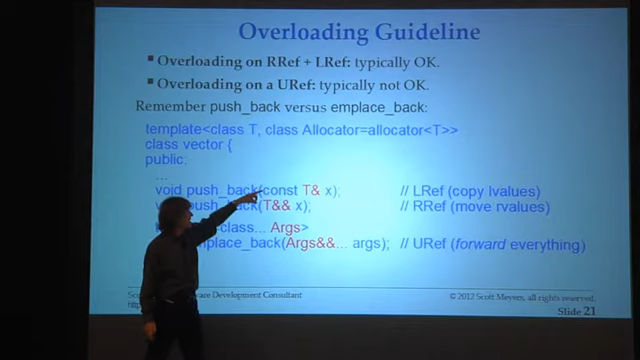 Overloading Guideline
▪ Overloading on RRef + LRef: typically OK.
▪ Overloading on a URef: typically not OK.
Remember push_back versus emplace_back:
template<class T, class Allocator=allocator<T>>
class vector {
public:
...
void push_back(const T& x); // LRef (copy lvalues)
push_back(T&& x); // RRef (move rvalues)
class... Args>
emplace_back(Args&&... args); // URef (forward everything)
Software Development Consultant © 2012 Scott Meyers, all rights reserved.
Slide 21